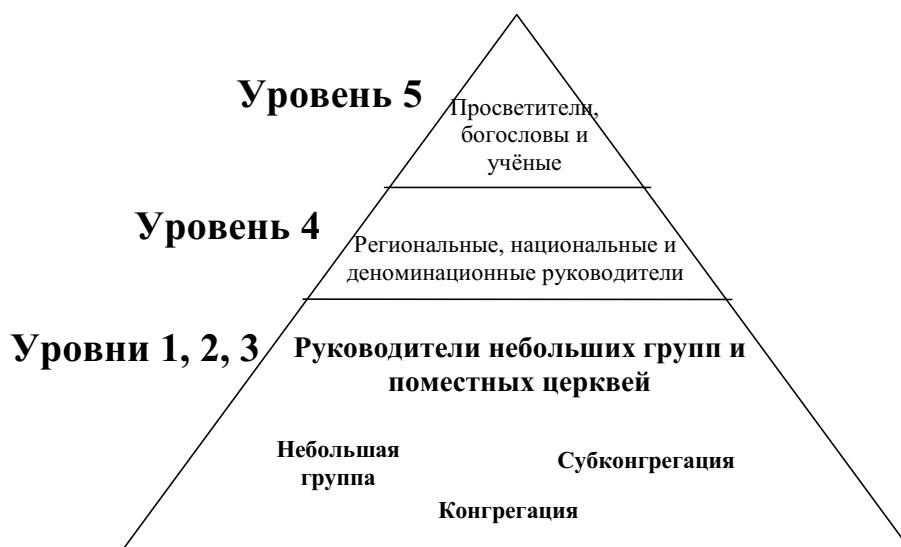 Уровень 5
Просветители,
богословы и
учёные
Уровень 4
Региональные, национальные и
деноминационные руководители
Уровни 1, 2, 3
Руководители небольших групп и
поместных церквей
Небольшая
группа
Субконгрегация
Конгрегация